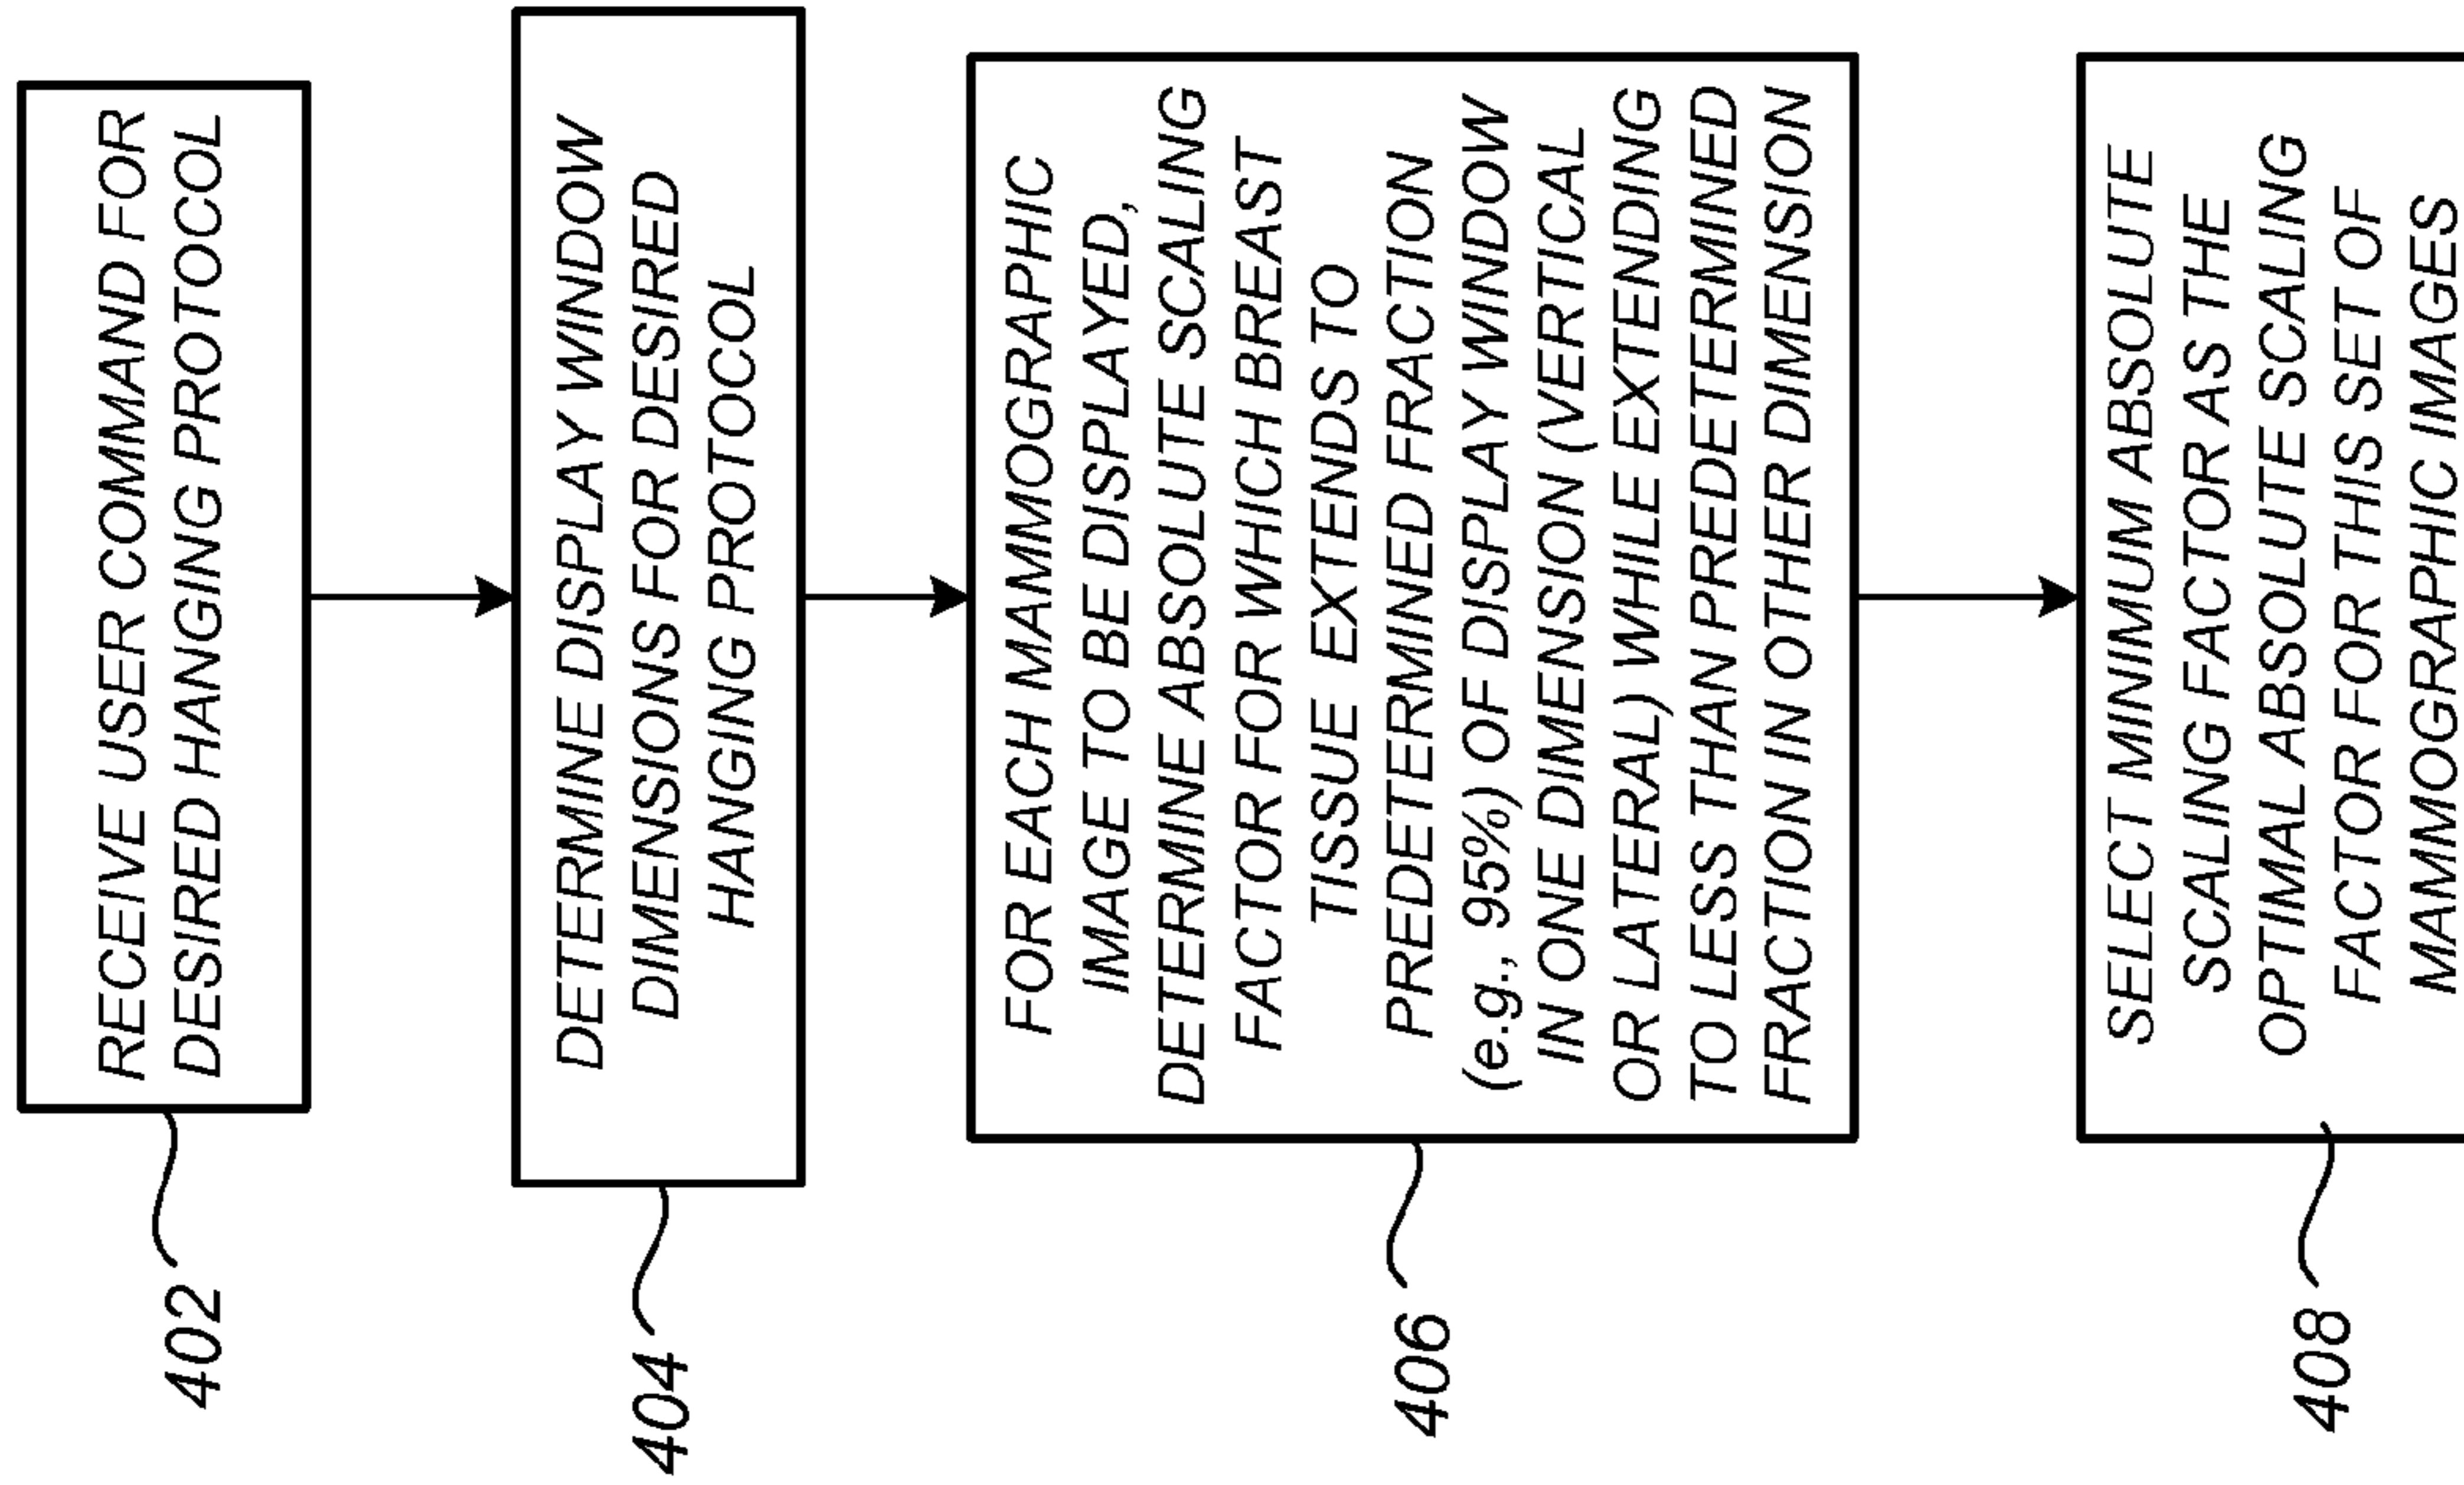 402
RECEIVE USER COMMAND FOR
DESIRED HANGING PROTOCOL
404
DETERMINE DISPLAY WINDOW
DIMENSIONS FOR DESIRED
HANGING PROTOCOL
406
FOR EACH MAMMOGRAPHIC
IMAGE TO BE DISPLAYED,
DETERMINE ABSOLUTE SCALING
FACTOR FOR WHICH BREAST
TISSUE EXTENDS TO
PREDETERMINED FRACTION
(e.g., 95%) OF DISPLAY WINDOW
IN ONE DIMENSION (VERTICAL
OR LATERAL) WHILE EXTENDING
TO LESS THAN PREDETERMINED
FRACTION IN OTHER DIMENSION
408
SELECT MINIMUM ABSOLUTE
SCALING FACTOR AS THE
OPTIMAL ABSOLUTE SCALING
FACTOR FOR THIS SET OF
MAMMOGRAPHIC IMAGES